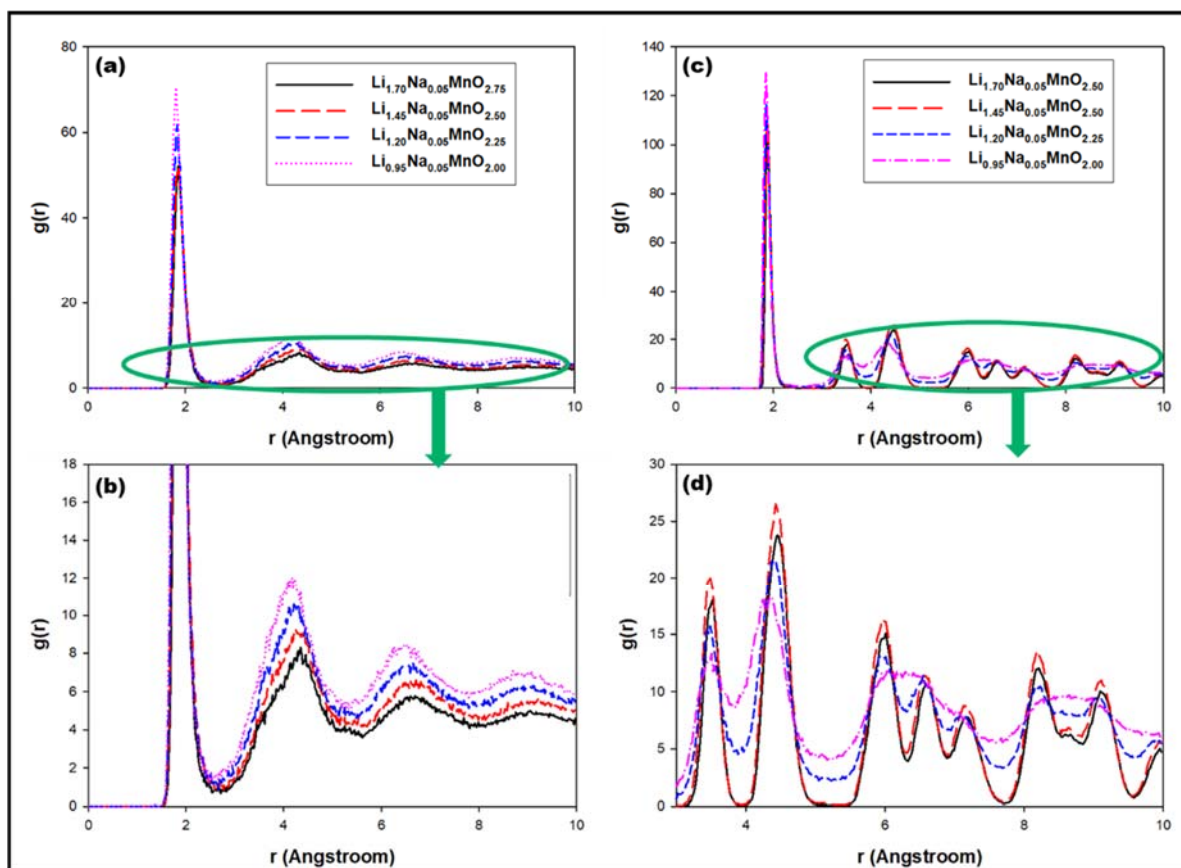 (a)
80
60
40
20
0
g(r)
0 2 4 6 8 10
r (Angstroom)
Li1.70Na0.05MnO2.75
Li1.45Na0.05MnO2.50
Li1.20Na0.05MnO2.25
Li0.95Na0.05MnO2.00
(c)
140
120
100
80
60
40
20
0
g(r)
0 2 4 6 8 10
r (Angstroom)
Li1.70Na0.05MnO2.50
Li1.45Na0.05MnO2.50
Li1.20Na0.05MnO2.25
Li0.95Na0.05MnO2.00
(b)
18
16
14
12
10
8
6
4
2
0
g(r)
0 2 4 6 8 10
r (Angstroom)
(d)
30
25
20
15
10
5
0
g(r)
4 6 8 10
r (Angstroom)